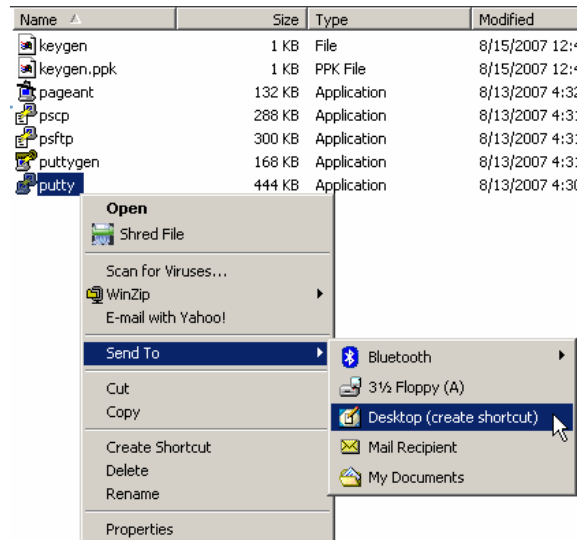 Name Size Type Modified
keygen 1 KB File 8/15/2007 12:4
keygen.ppk 1 KB PPK File 8/15/2007 12:4
pageant 132 KB Application 8/13/2007 4:32
pscp 288 KB Application 8/13/2007 4:31
psftp 300 KB Application 8/13/2007 4:31
puttygen 168 KB Application 8/13/2007 4:31
putty 444 KB Application 8/13/2007 4:30
Open
Shred File
Scan for Viruses...
WinZip
E-mail with Yahoo!
Send To
Bluetooth
3½ Floppy (A)
Desktop (create shortcut)
Mail Recipient
My Documents
Cut
Copy
Create Shortcut
Delete
Rename
Properties